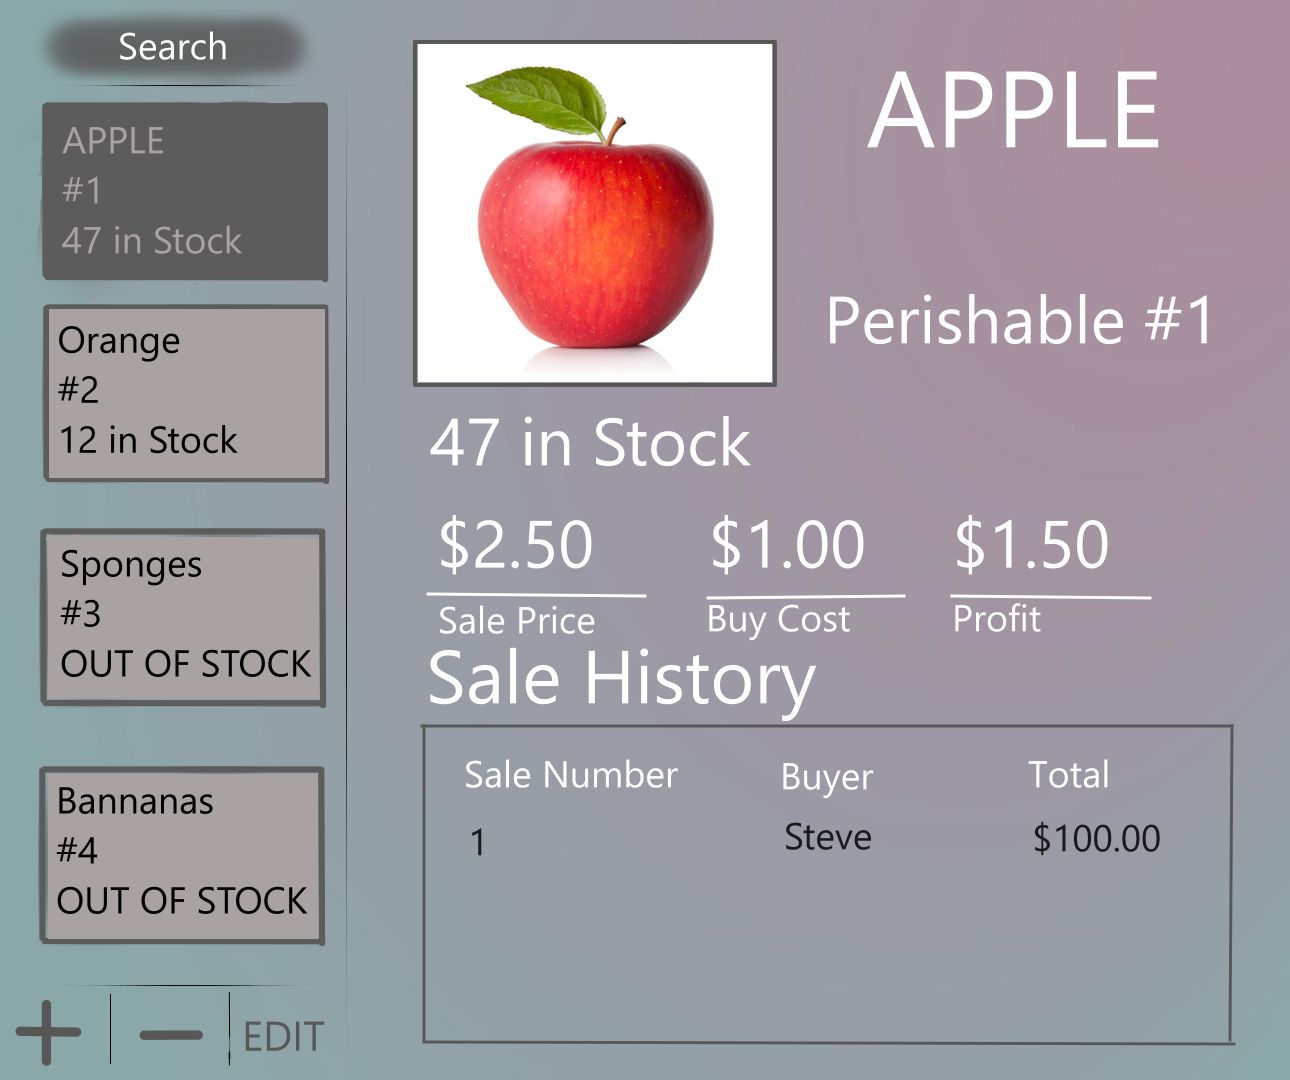 Search
APPLE
#1
47 in Stock
Orange
#2
12 in Stock
Sponges
#3
OUT OF STOCK
Bannanas
#4
OUT OF STOCK
+ − EDIT
APPLE
Perishable #1
47 in Stock
$2.50 $1.00 $1.50
Sale Price Buy Cost Profit
Sale History
Sale Number Buyer Total
1 Steve $100.00